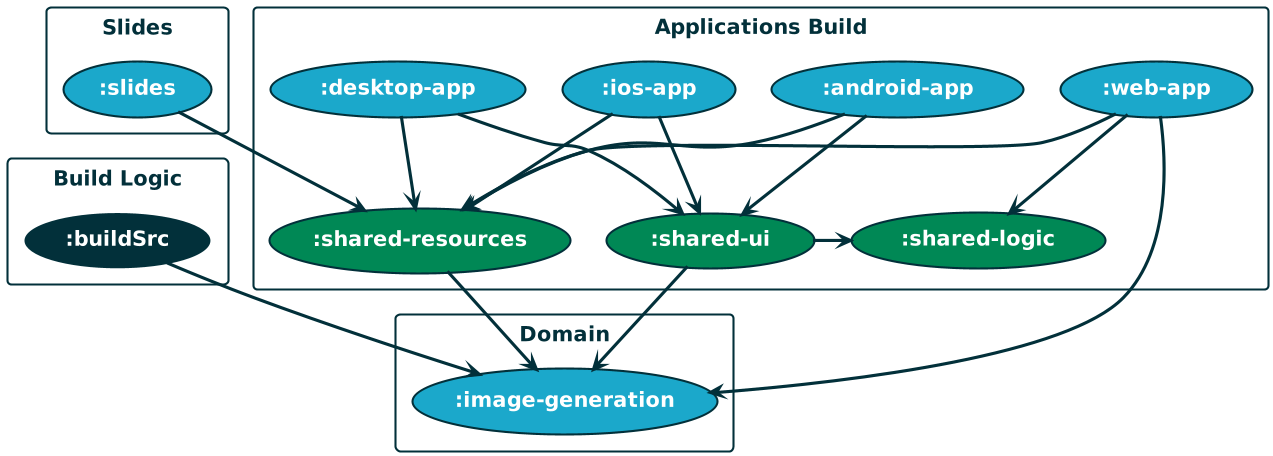 Slides
:slides
Applications Build
:desktop-app
:ios-app
:android-app
:web-app
Build Logic
:buildSrc
:shared-resources
:shared-ui
:shared-logic
Domain
:image-generation